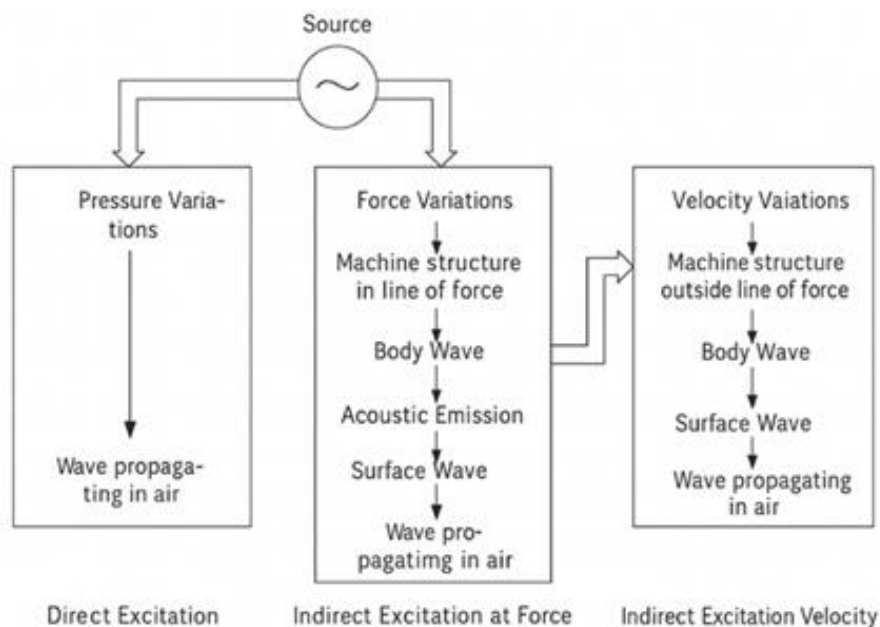 Source
Pressure Varia-
tions
Wave propaga-
ting in air
Direct Excitation
Force Variations
Machine structure
in line of force
Body Wave
Acoustic Emission
Surface Wave
Wave pro-
pagatimg in air
Indirect Excitation at Force
Velocity Vaiations
Machine structure
outside line of force
Body Wave
Surface Wave
Wave propagating
in air
Indirect Excitation Velocity